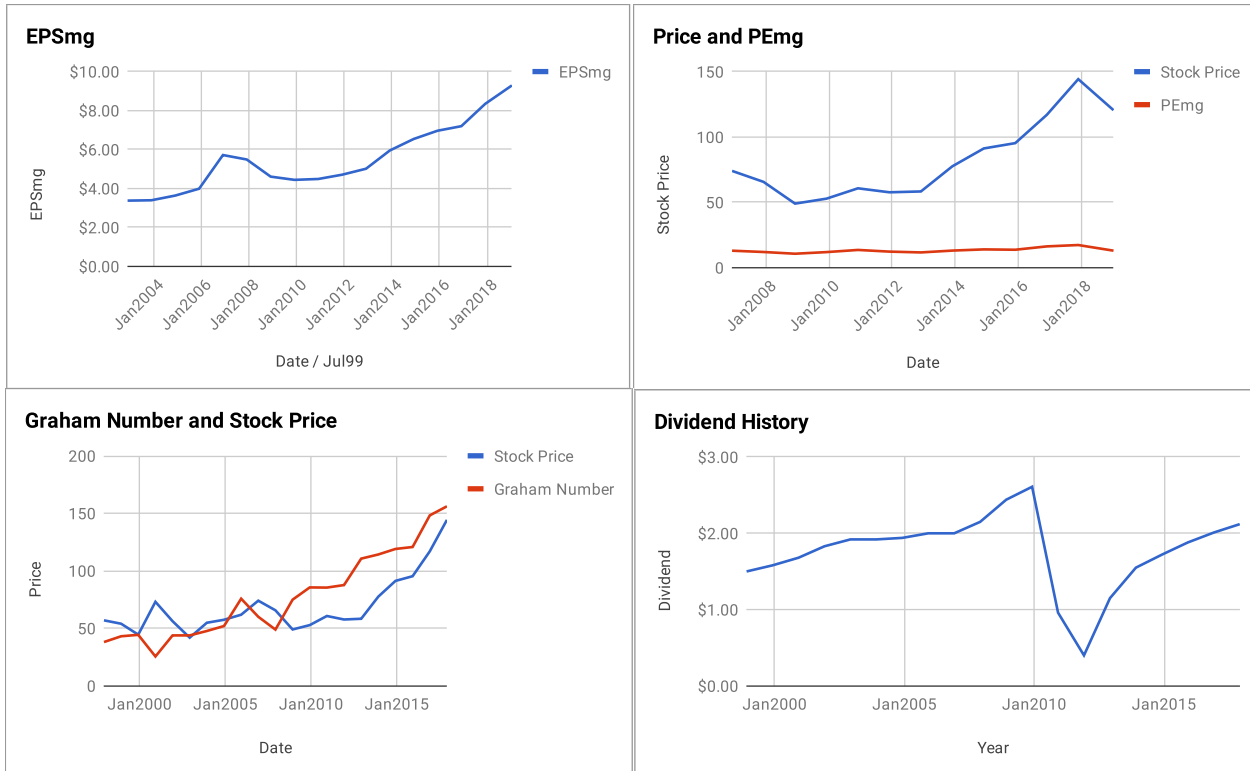 EPSmg
$10.00
$8.00
$6.00
$4.00
$2.00
$0.00
EPSmg
Jan2004
Jan2006
Jan2008
Jan2010
Jan2012
Jan2014
Jan2016
Jan2018
Date / Jul99
EPSmg
Price and PEmg
150
100
50
0
Stock Price
Jan2008
Jan2010
Jan2012
Jan2014
Jan2016
Jan2018
Date
Stock Price
PEmg
Graham Number and Stock Price
200
150
100
50
0
Price
Jan2000
Jan2005
Jan2010
Jan2015
Date
Stock Price
Graham Number
Dividend History
$3.00
$2.00
$1.00
$0.00
Dividend
Jan2000
Jan2005
Jan2010
Jan2015
Year